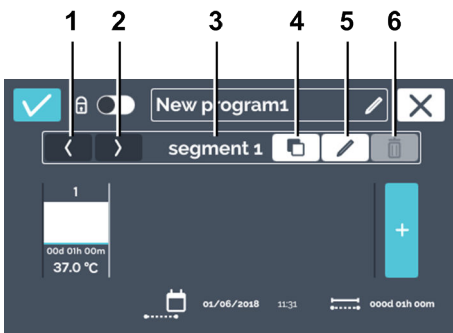 1 2 3 4 5 6
New program1
segment 1
1
00d 01h 00m
37.0 °C
01/06/2018 11:31 000d 01h 00m